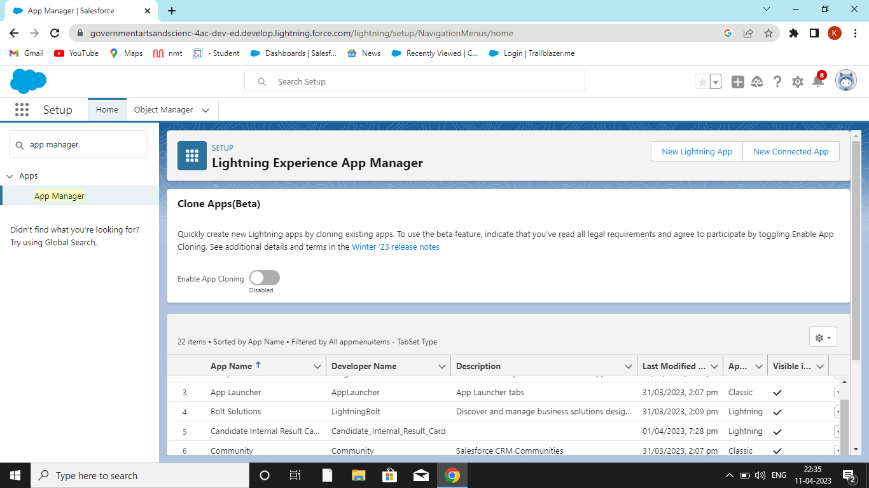 App Manager | Salesforce
governmentartsandscienc-4ac-dev-ed.develop.lightning.force.com/lightning/setup/NavigationMenus/home
K
Gmail YouTube Maps nmt - Student Dashboards | Salesf... News Recently Viewed | C... Login | Trailblazer.me
Search Setup
8
Setup Home Object Manager
app manager
Apps
App Manager
Didn't find what you're looking for?
Try using Global Search.
SETUP
Lightning Experience App Manager
New Lightning App New Connected App
Clone Apps(Beta)
Quickly create new Lightning apps by cloning existing apps. To use the beta feature, indicate that you've read all legal requirements and agree to participate by toggling Enable App
Cloning. See additional details and terms in the Winter '23 release notes
Enable App Cloning
Disabled
22 items • Sorted by App Name • Filtered by All appmenuitems - TabSet Type
App Name ↑ Developer Name Description Last Modified ... Ap... Visible i...
3 App Launcher AppLauncher App Launcher tabs 31/03/2023, 2:07 pm Classic
4 Bolt Solutions LightningBolt Discover and manage business solutions desig... 31/03/2023, 2:09 pm Lightning
5 Candidate Internal Result Ca... Candidate_Internal_Result_Card 01/04/2023, 7:28 pm Lightning
6 Community Community Salesforce CRM Communities 31/03/2023, 2:07 pm Classic
Type here to search
ENG
22:35
11-04-2023
2